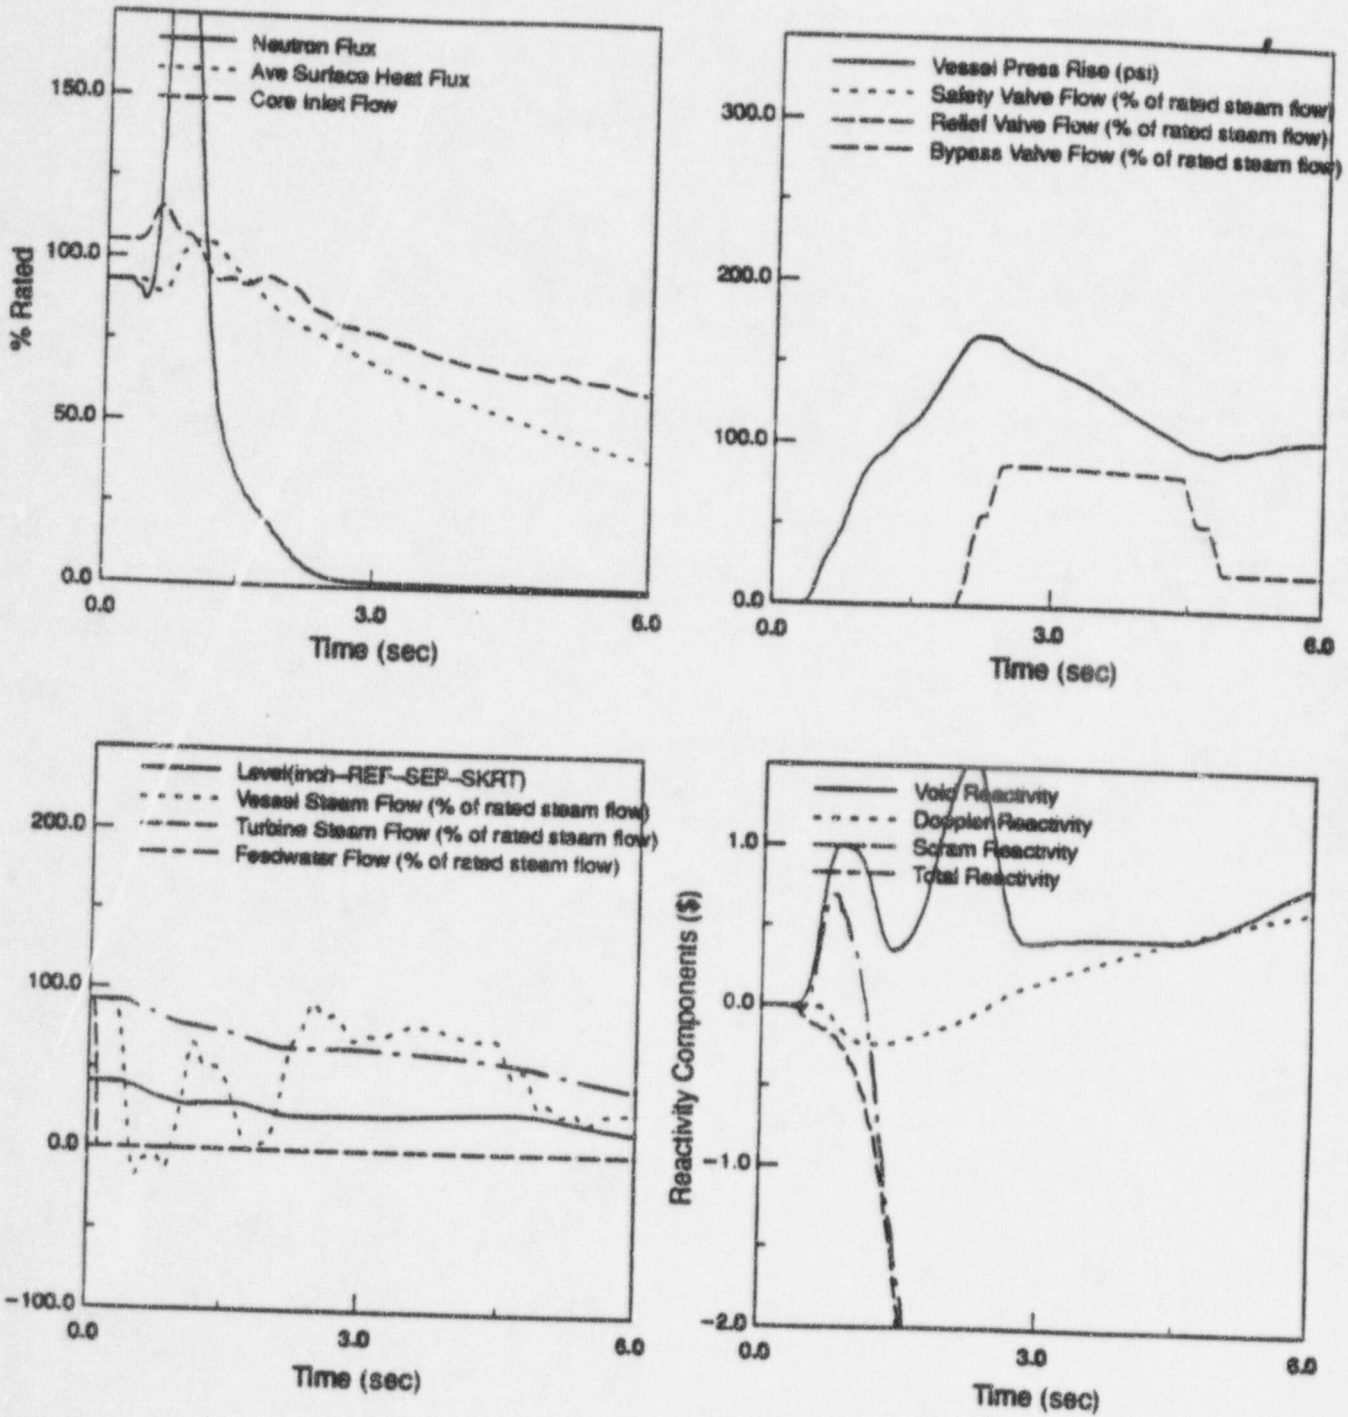 Neutron Flux
Ave Surface Heat Flux
Core Inlet Flow
% Rated
150.0
100.0
50.0
0.0
0.0
3.0
6.0
Time (sec)
Vessel Press Rise (psi)
Safety Valve Flow (% of rated steam flow)
Relief Valve Flow (% of rated steam flow)
Bypass Valve Flow (% of rated steam flow)
300.0
200.0
100.0
0.0
0.0
3.0
6.0
Time (sec)
Level(inch-REF-SEP-SKRT)
Vessel Steam Flow (% of rated steam flow)
Turbine Steam Flow (% of rated steam flow)
Feedwater Flow (% of rated steam flow)
200.0
100.0
0.0
-100.0
0.0
3.0
6.0
Time (sec)
Void Reactivity
Doppler Reactivity
Scram Reactivity
Total Reactivity
Reactivity Components ($)
1.0
0.0
-1.0
-2.0
0.0
3.0
6.0
Time (sec)